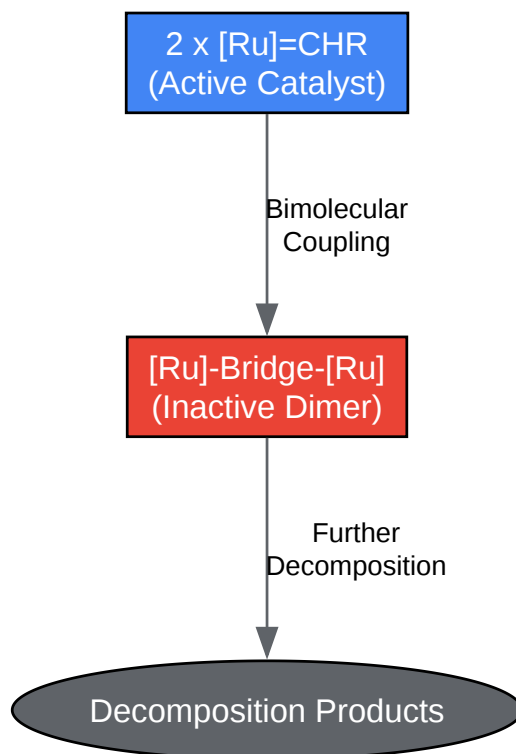 2 x [Ru]=CHR
(Active Catalyst)
Bimolecular
Coupling
[Ru]-Bridge-[Ru]
(Inactive Dimer)
Further
Decomposition
Decomposition Products